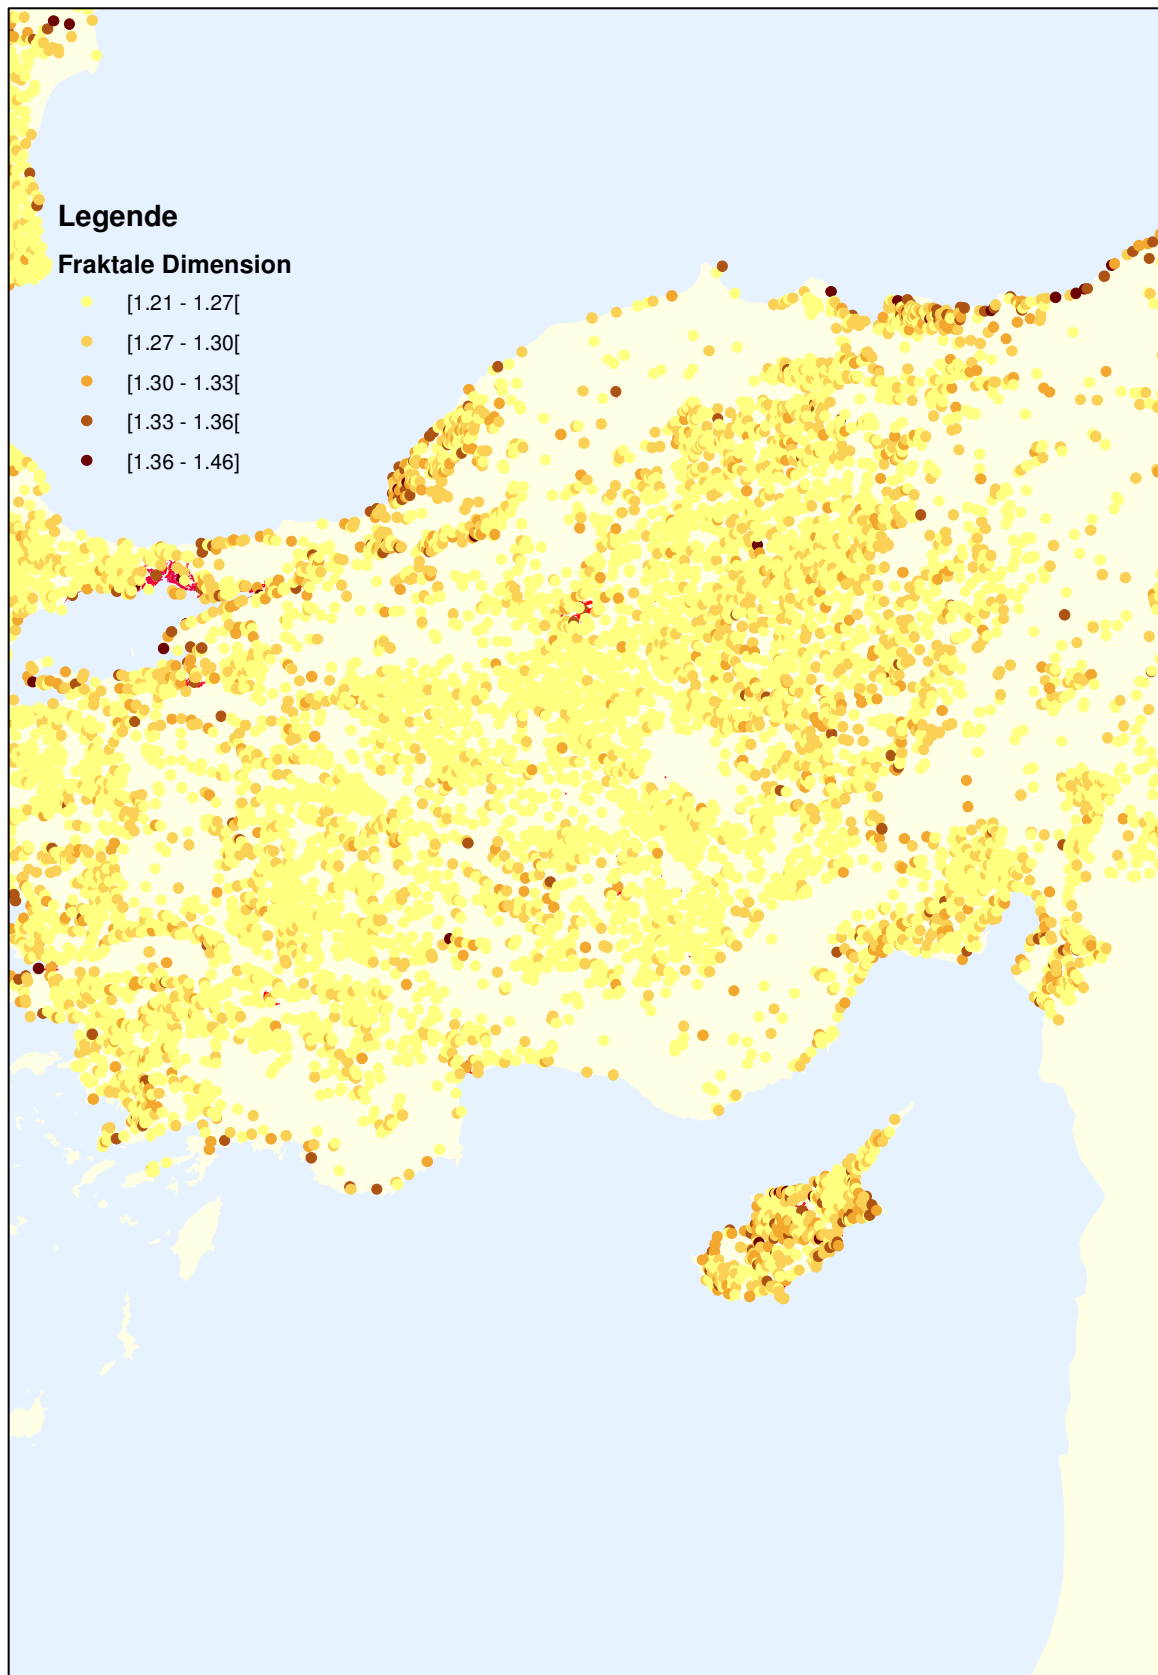 Legende
Fraktale Dimension
[1.21 - 1.27[
[1.27 - 1.30[
[1.30 - 1.33[
[1.33 - 1.36[
[1.36 - 1.46]